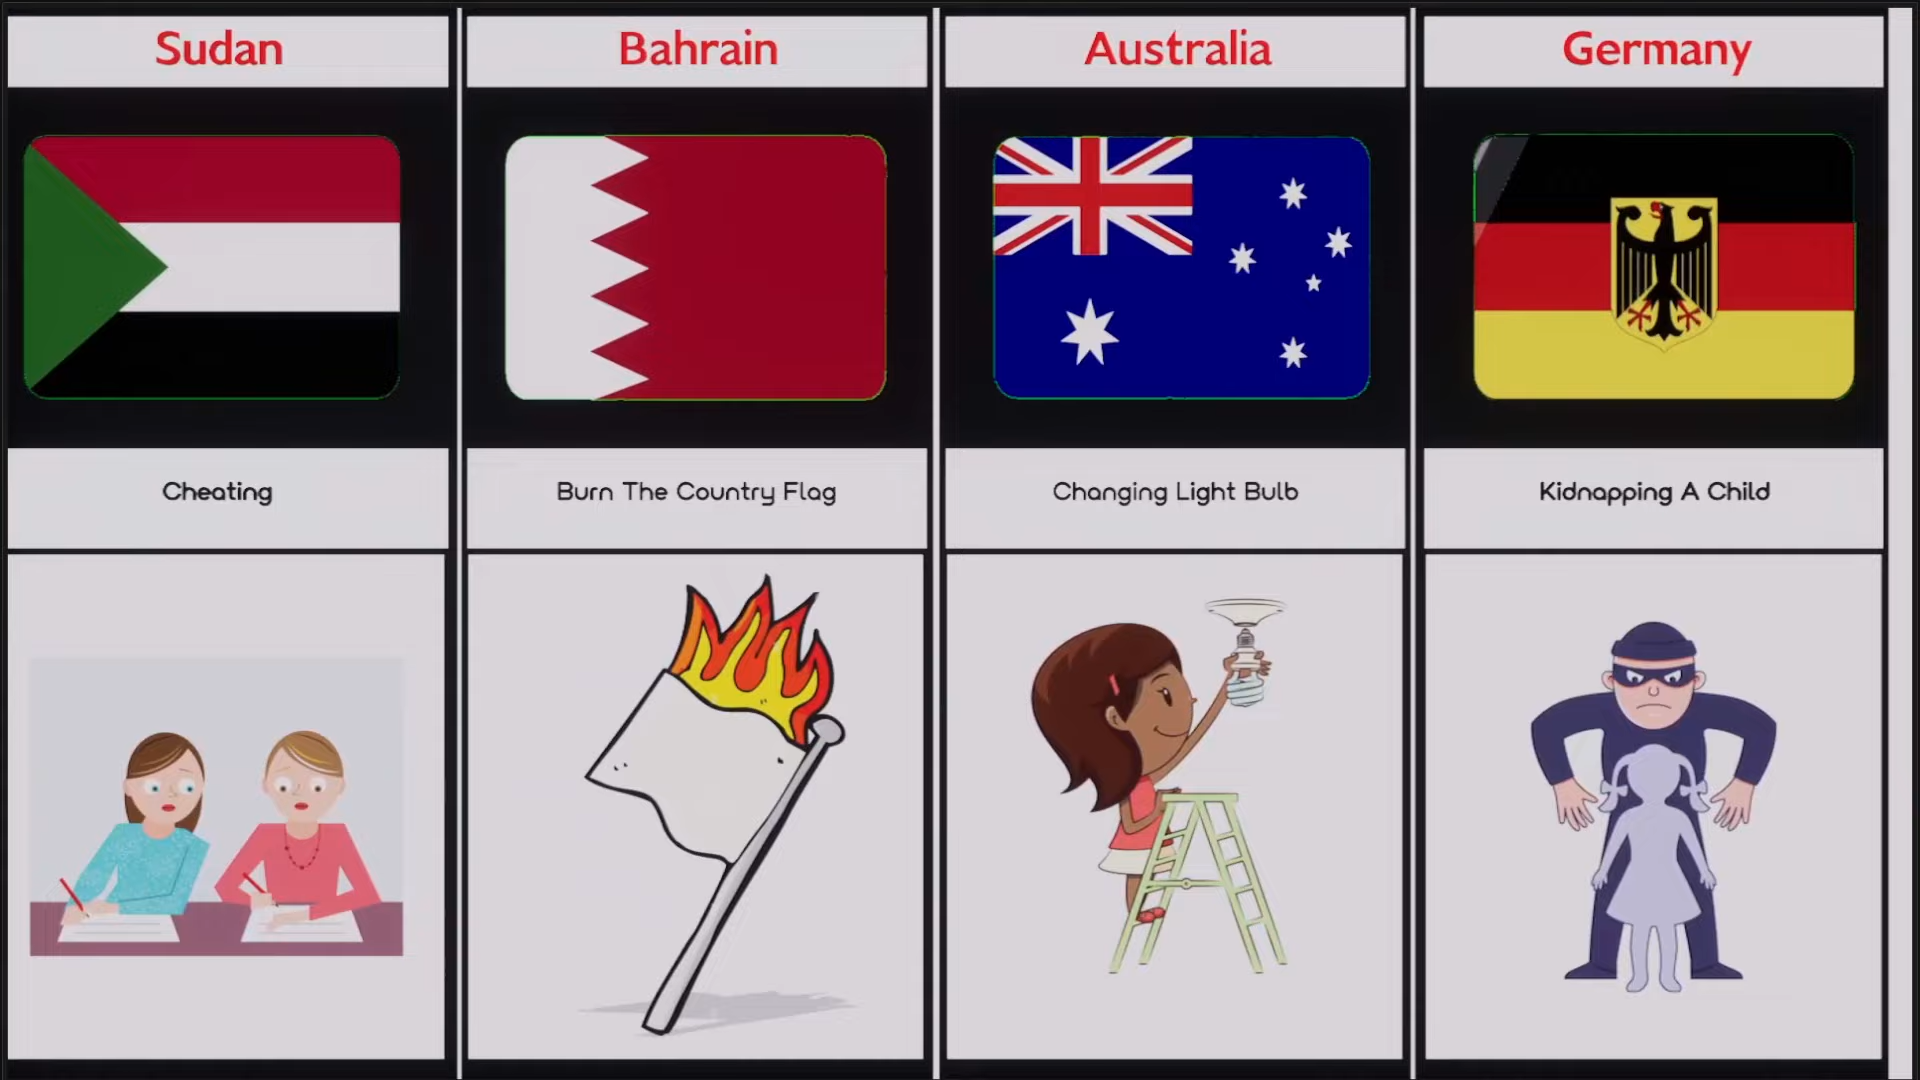 Sudan
Bahrain
Australia
Germany
Cheating
Burn The Country Flag
Changing Light Bulb
Kidnapping A Child